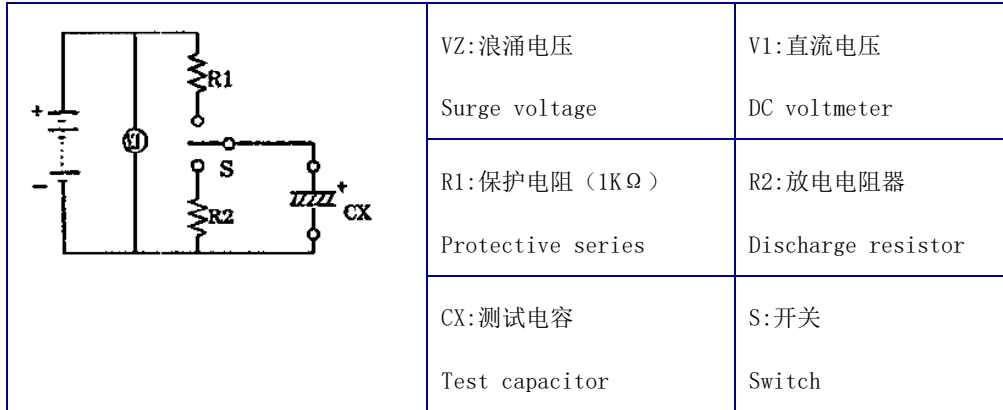 +
-
R1
S
R2
+
CX
VZ:浪涌电压
Surge voltage
V1:直流电压
DC voltmeter
R1:保护电阻（1KΩ）
Protective series
R2:放电电阻器
Discharge resistor
CX:测试电容
Test capacitor
S:开关
Switch